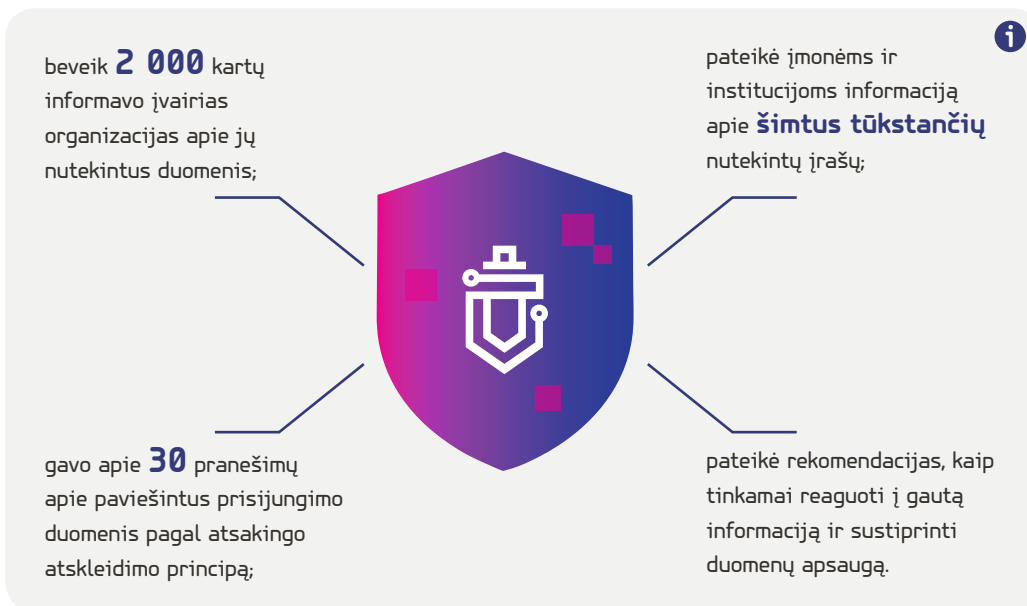 beveik 2 000 kartų
informavo įvairias
organizacijas apie jų
nutekintus duomenis;
pateikė įmonėms ir
institucijoms informaciją
apie šimtus tūkstančių
nutekintų įrašų;
gavo apie 30 pranešimų
apie paviešintus prisijungimo
duomenis pagal atsakingo
atskleidimo principą;
pateikė rekomendacijas, kaip
tinkamai reaguoti į gautą
informaciją ir sustiprinti
duomenų apsaugą.